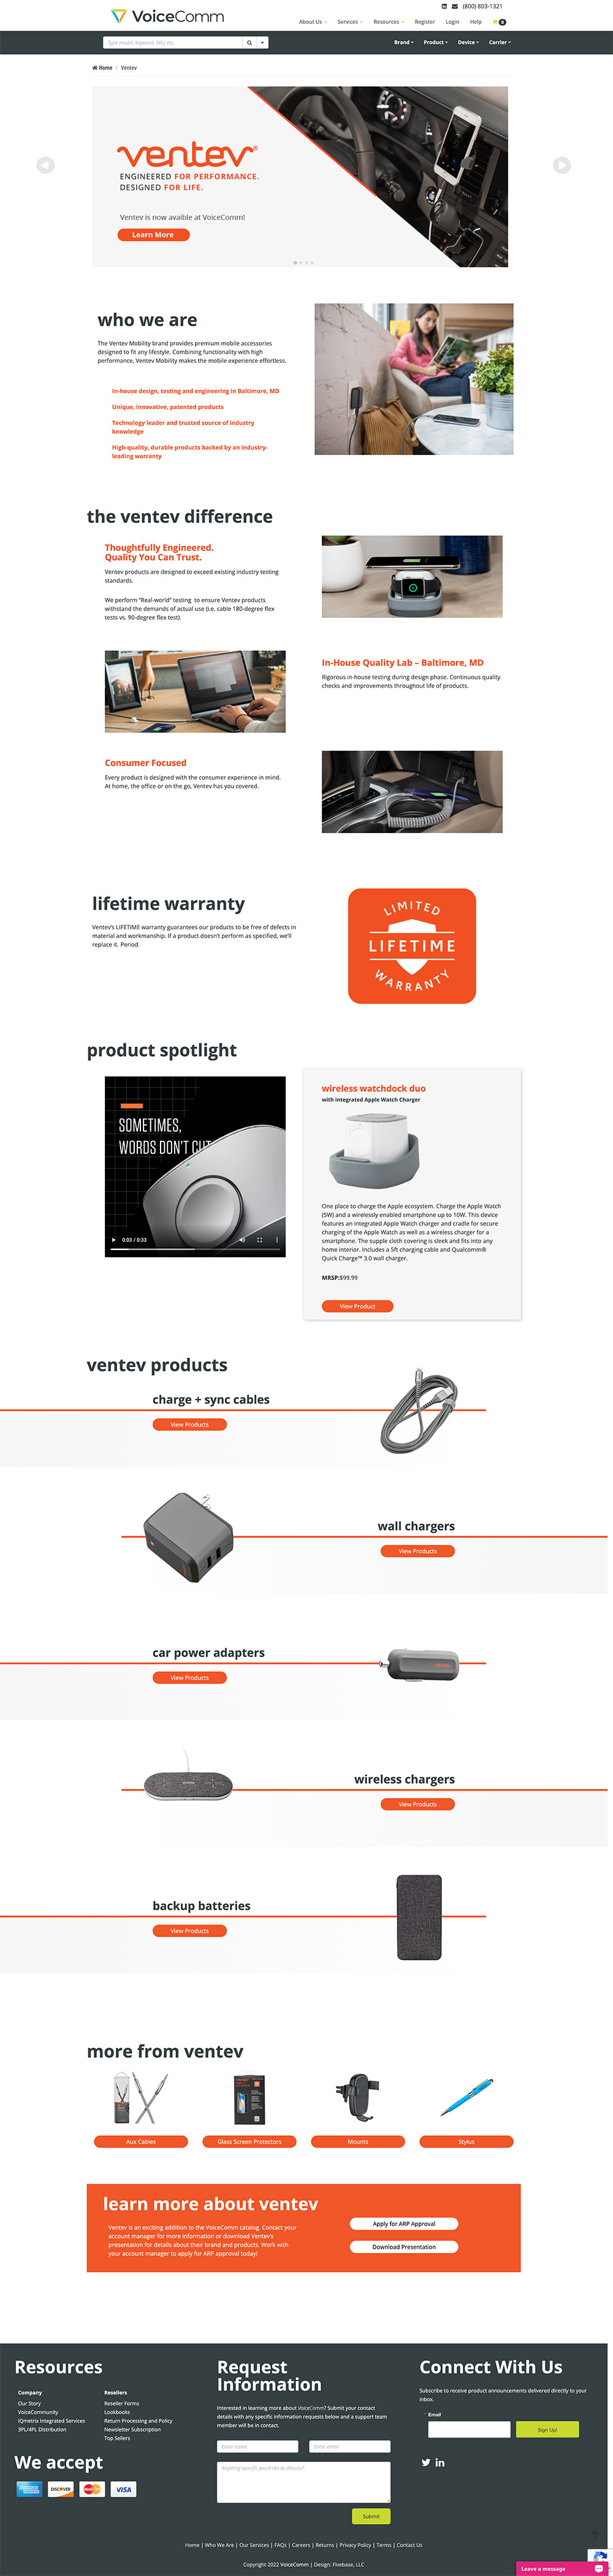 VoiceComm
(800) 803-1321
About Us
Services
Resources
Register
Login
Help
0
Type model, keyword, SKU, etc.
Brand
Product
Device
Carrier
Home / Ventev
ventev®
ENGINEERED FOR PERFORMANCE.
DESIGNED FOR LIFE.
Ventev is now avaible at VoiceComm!
Learn More
who we are
The Ventev Mobility brand provides premium mobile accessories
designed to fit any lifestyle. Combining functionality with high
performance, Ventev Mobility makes the mobile experience effortless.
In-house design, testing and engineering in Baltimore, MD
Unique, innovative, patented products
Technology leader and trusted source of industry
knowledge
High-quality, durable products backed by an industry-
leading warranty
the ventev difference
Thoughtfully Engineered.
Quality You Can Trust.
Ventev products are designed to exceed existing industry testing
standards.
We perform "Real-world" testing to ensure Ventev products
withstand the demands of actual use (i.e. cable 180-degree flex
tests vs. 90-degree flex test).
In-House Quality Lab – Baltimore, MD
Rigorous in-house testing during design phase. Continuous quality
checks and improvements throughout life of products.
Consumer Focused
Every product is designed with the consumer experience in mind.
At home, the office or on the go, Ventev has you covered.
lifetime warranty
Ventev's LIFETIME warranty guarantees our products to be free of defects in
material and workmanship. If a product doesn't perform as specified, we'll
replace it. Period.
LIMITED
LIFETIME
WARRANTY
product spotlight
SOMETIMES,
WORDS DON'T CUT
0:03 / 0:33
wireless watchdock duo
with integrated Apple Watch Charger
One place to charge the Apple ecosystem. Charge the Apple Watch
(5W) and a wirelessly enabled smartphone up to 10W. This device
features an integrated Apple Watch charger and cradle for secure
charging of the Apple Watch as well as a wireless charger for a
smartphone. The supple cloth covering is sleek and fits into any
home interior. Includes a 5ft charging cable and Qualcomm®
Quick Charge™ 3.0 wall charger.
MRSP:$99.99
View Product
ventev products
charge + sync cables
View Products
wall chargers
View Products
car power adapters
View Products
wireless chargers
View Products
backup batteries
View Products
more from ventev
Aux Cables
Glass Screen Protectors
Mounts
Stylus
learn more about ventev
Ventev is an exciting addition to the VoiceComm catalog. Contact your
account manager for more information or download Ventev's
presentation for details about their brand and products. Work with
your account manager to apply for ARP approval today!
Apply for ARP Approval
Download Presentation
Resources
Company
Our Story
VoiceCommunity
iQmetrix Integrated Services
3PL/4PL Distribution
Resellers
Reseller Forms
Lookbooks
Return Processing and Policy
Newsletter Subscription
Top Sellers
We accept
DISCOVER
VISA
Request
Information
Interested in learning more about VoiceComm? Submit your contact
details with any specific information requests below and a support team
member will be in contact.
Enter name
Enter email
Anything specific you'd like to discuss?
Submit
Connect With Us
Subscribe to receive product announcements delivered directly to your
inbox.
* Email
Sign Up!
Home | Who We Are | Our Services | FAQs | Careers | Returns | Privacy Policy | Terms | Contact Us
Copyright 2022 VoiceComm | Design: Fivebase, LLC
Leave a message